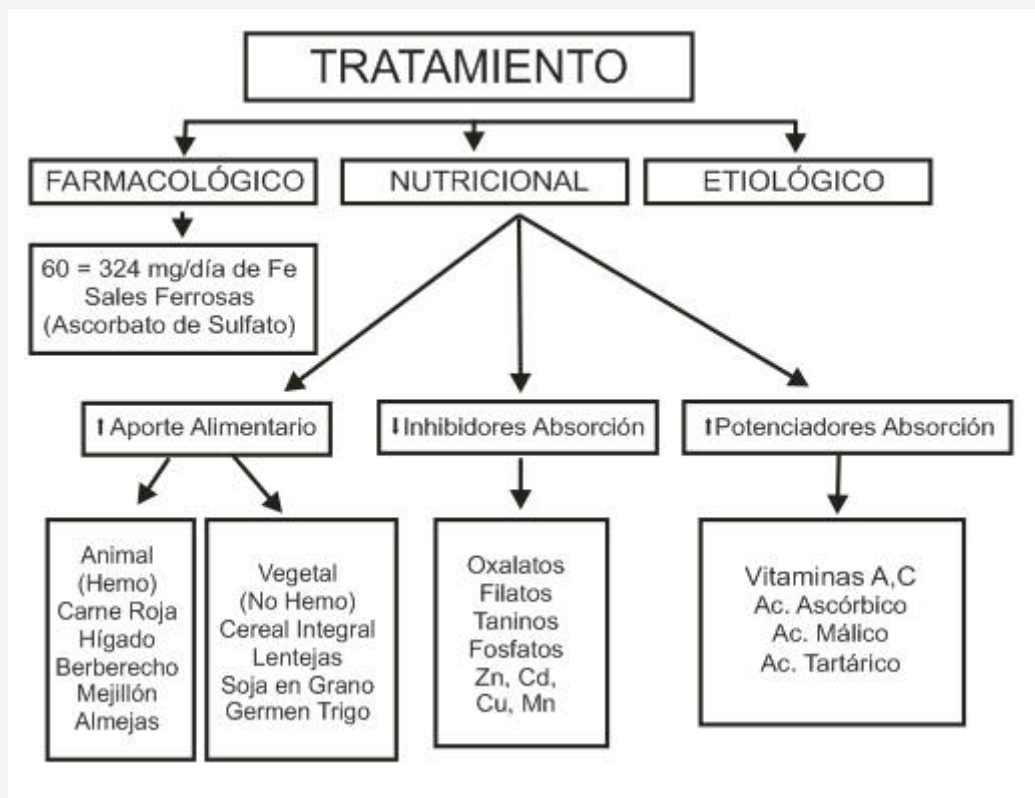 TRATAMIENTO
FARMACOLÓGICO
NUTRICIONAL
ETIOLÓGICO
60 = 324 mg/día de Fe
Sales Ferrosas
(Ascorbato de Sulfato)
⬆Aporte Alimentario
⬇Inhibidores Absorción
⬆Potenciadores Absorción
Animal
(Hemo)
Carne Roja
Hígado
Berberecho
Mejillón
Almejas
Vegetal
(No Hemo)
Cereal Integral
Lentejas
Soja en Grano
Germen Trigo
Oxalatos
Filatos
Taninos
Fosfatos
Zn, Cd,
Cu, Mn
Vitaminas A,C
Ac. Ascórbico
Ac. Málico
Ac. Tartárico